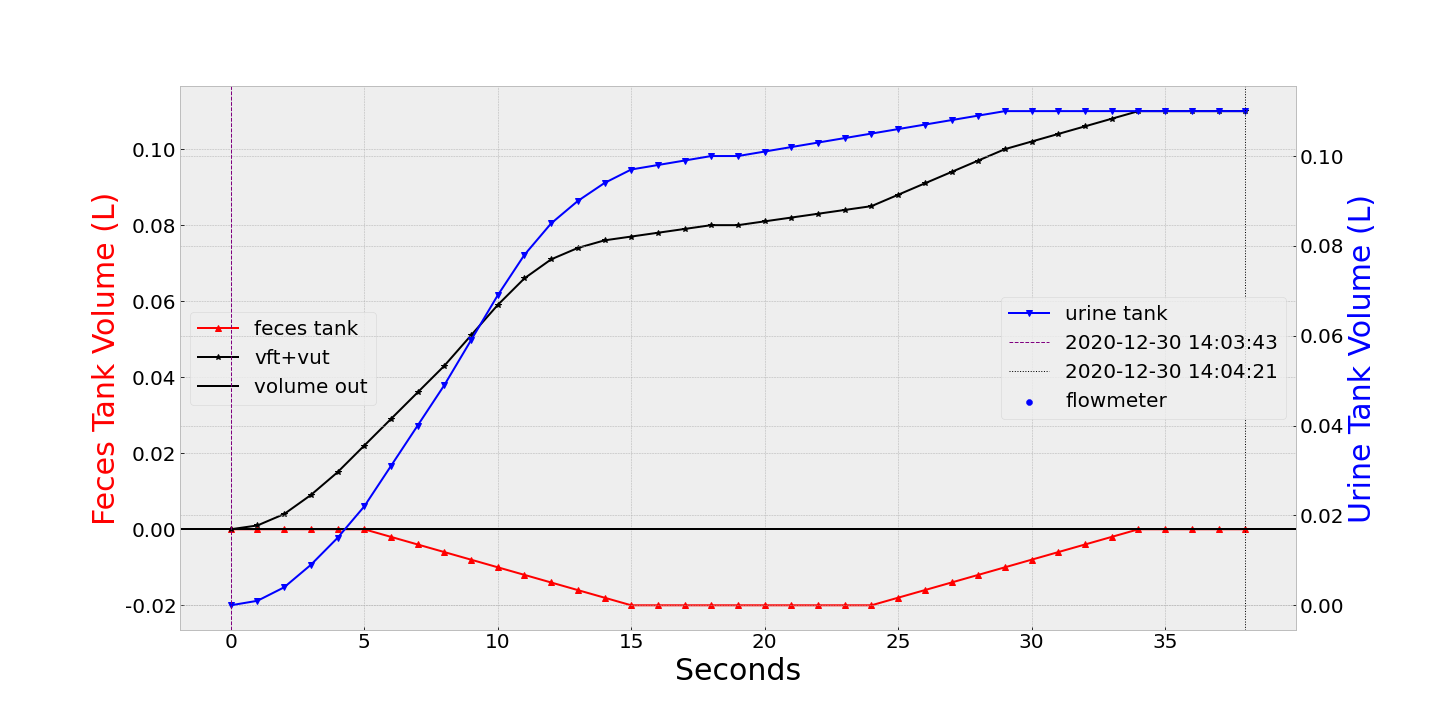 0.10
0.08
0.06
0.04
0.02
0.00
-0.02
Feces Tank Volume (L)
feces tank
vft+vut
volume out
urine tank
2020-12-30 14:03:43
2020-12-30 14:04:21
flowmeter
0.10
0.08
0.06
0.04
0.02
0.00
Urine Tank Volume (L)
0 5 10 15 20 25 30 35
Seconds